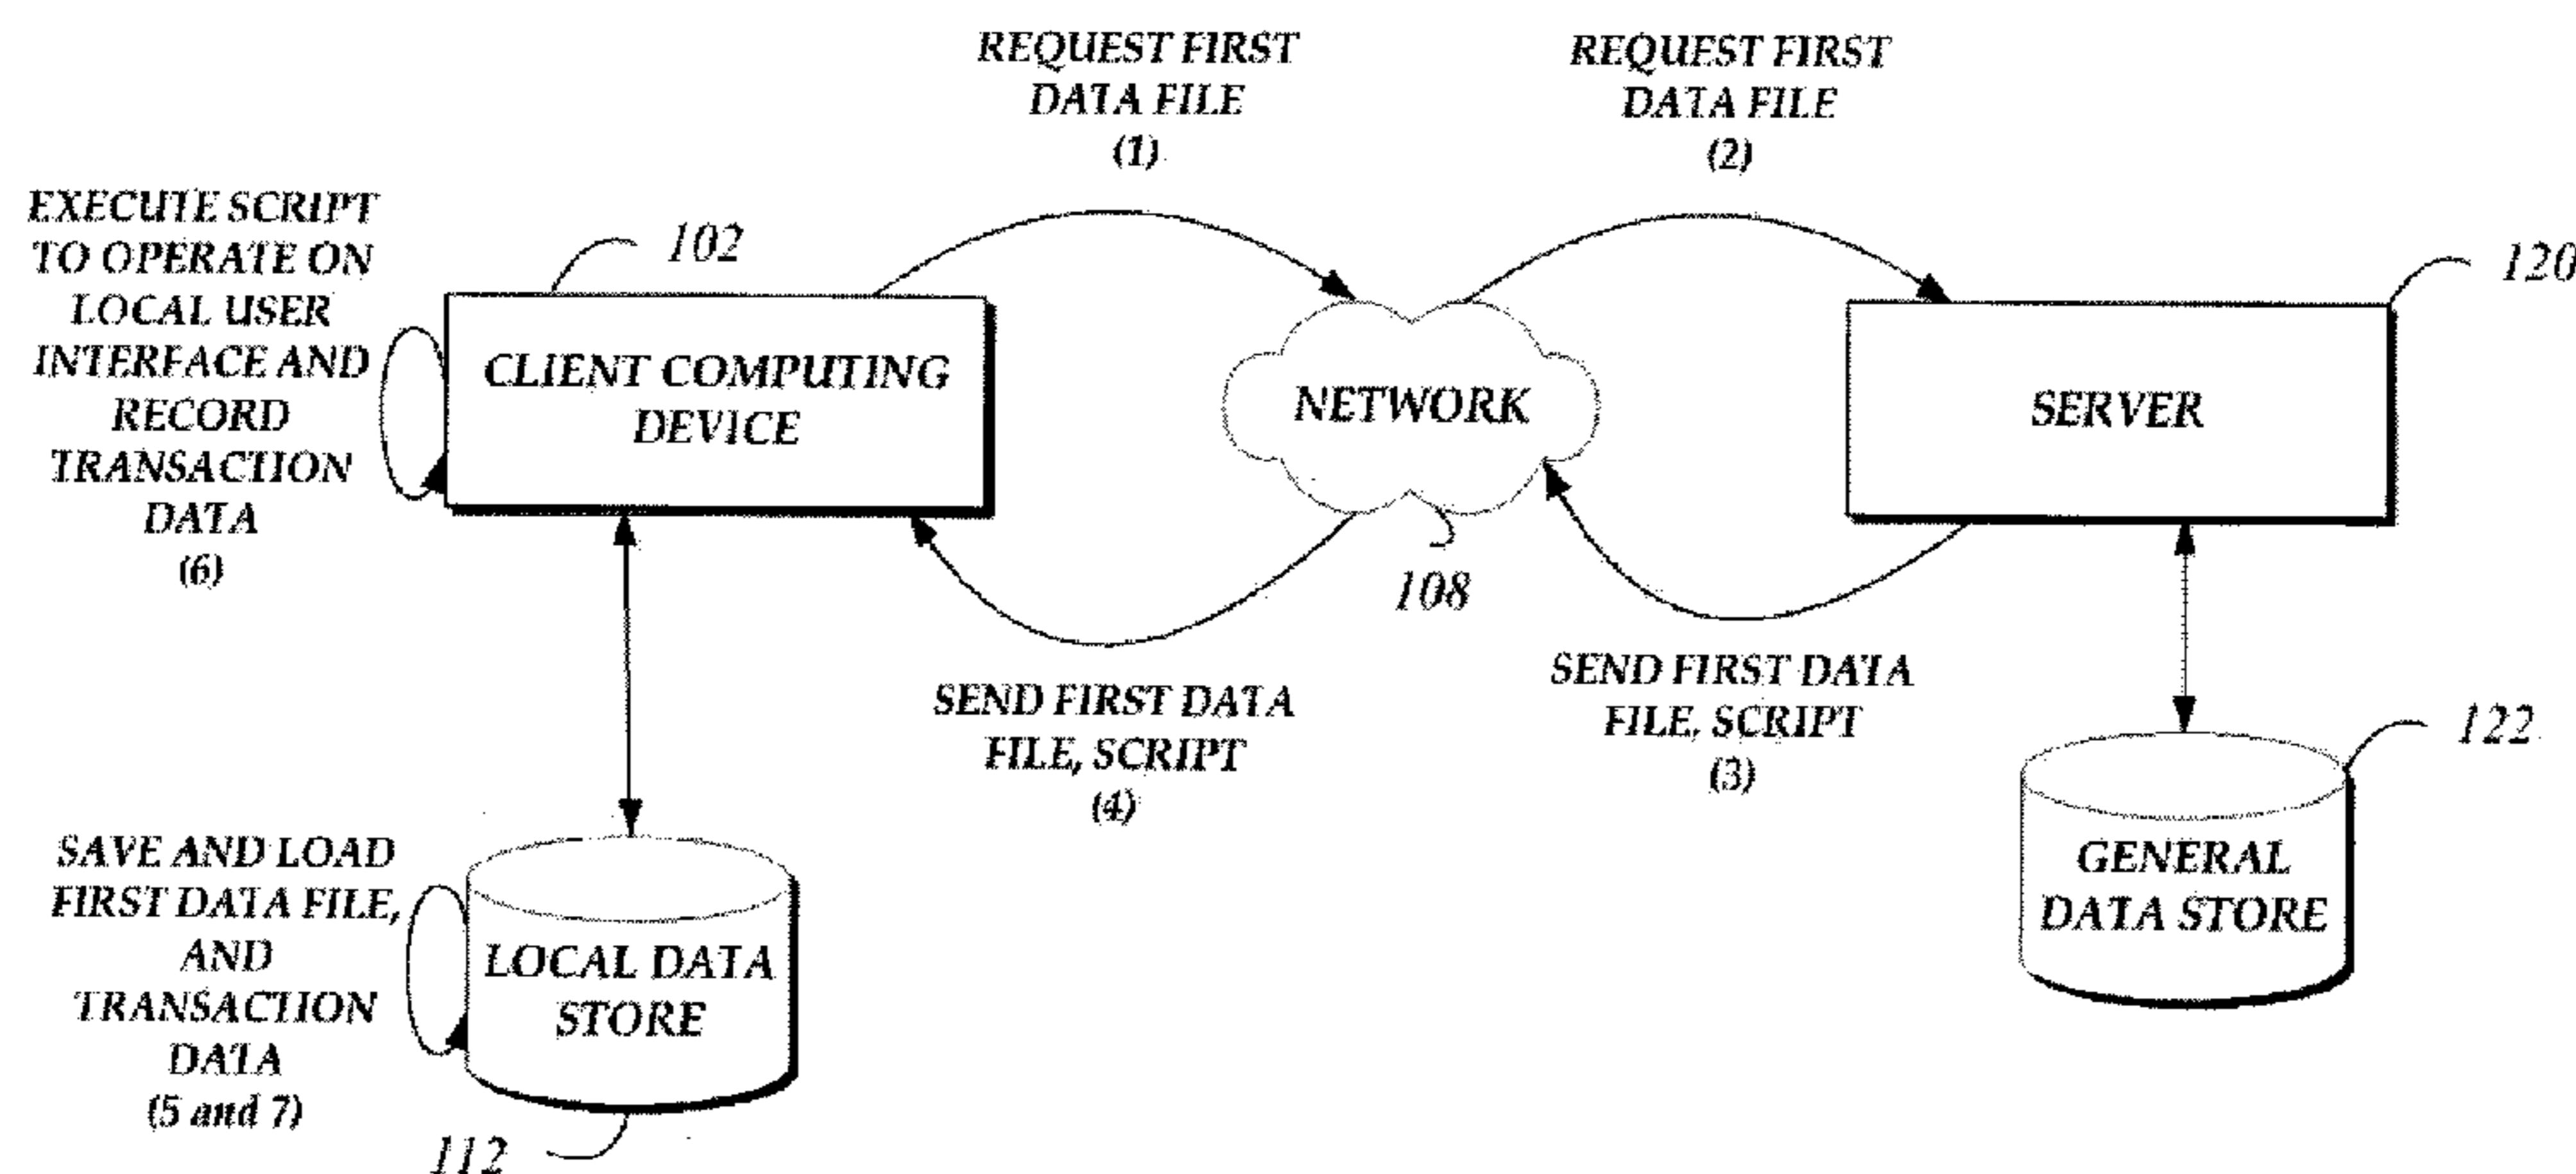 REQUEST FIRST
DATA FILE
(1)
REQUEST FIRST
DATA FILE
(2)
EXECUTE SCRIPT
TO OPERATE ON
LOCAL USER
INTERFACE AND
RECORD
TRANSACTION
DATA
(6)
102
120
CLIENT COMPUTING
DEVICE
NETWORK
SERVER
108
SEND FIRST DATA
FILE, SCRIPT
(4)
SEND FIRST DATA
FILE, SCRIPT
(3)
122
SAVE AND LOAD
FIRST DATA FILE,
AND
TRANSACTION
DATA
(5 and 7)
LOCAL DATA
STORE
GENERAL
DATA STORE
112